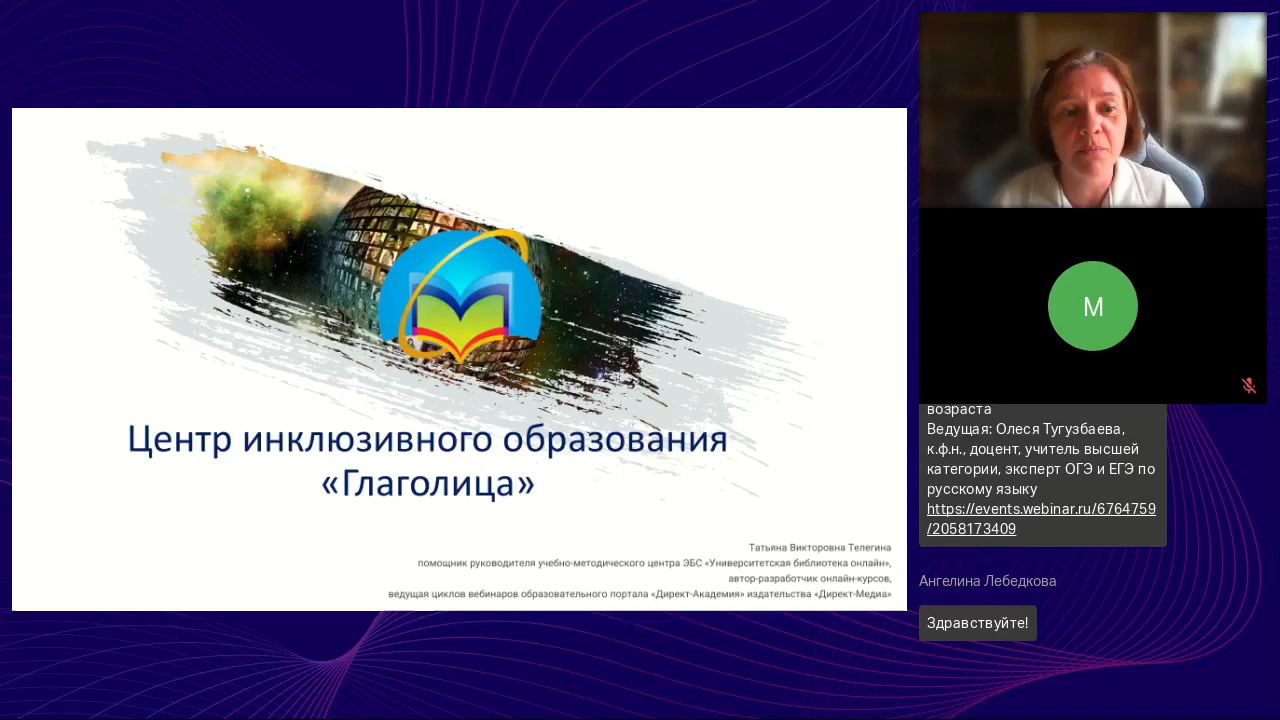 Центр инклюзивного образования
«Глаголица»
Татьяна Викторовна Телегина
помощник руководителя учебно-методического центра ЭБС «Университетская библиотека онлайн»,
автор-разработчик онлайн-курсов,
ведущая циклов вебинаров образовательного портала «Директ-Академия» издательства «Директ-Медиа»
М
возраста
Ведущая: Олеся Тугузбаева,
к.ф.н., доцент, учитель высшей
категории, эксперт ОГЭ и ЕГЭ по
русскому языку
https://events.webinar.ru/6764759
/2058173409
Ангелина Лебедкова
Здравствуйте!